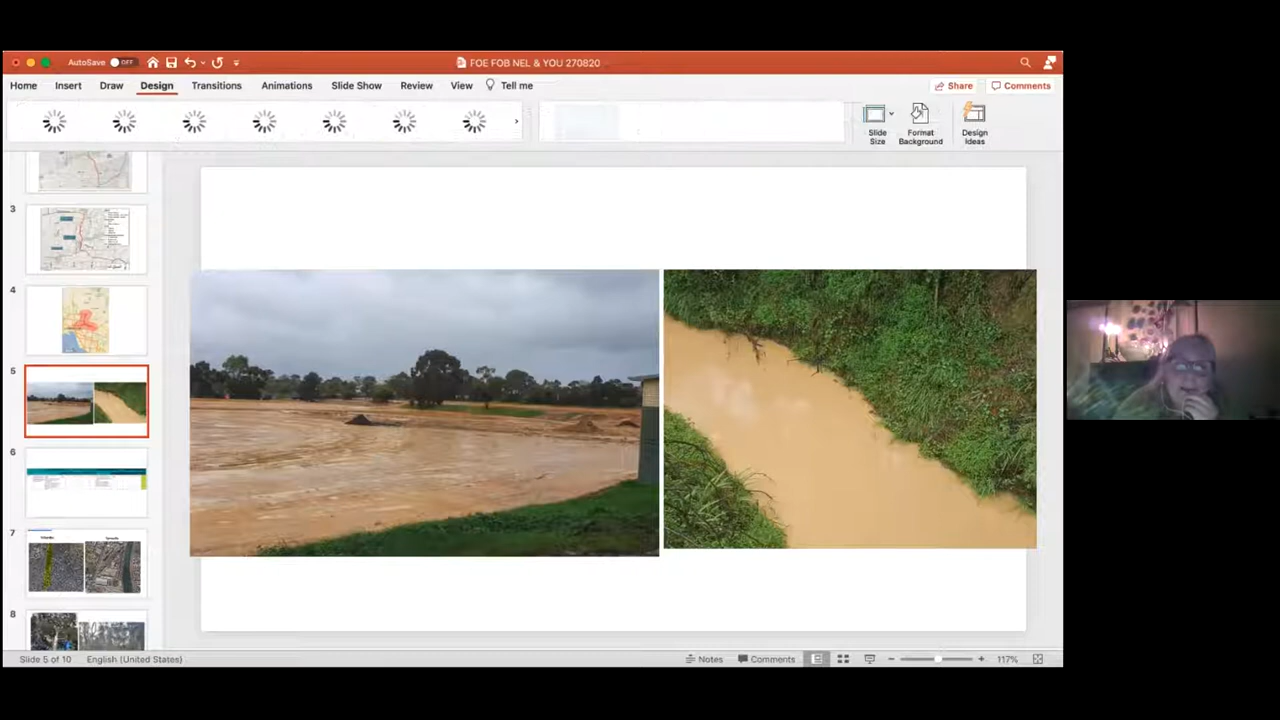 AutoSave OFF
FOE FOB NEL & YOU 270820
Home Insert Draw Design Transitions Animations Slide Show Review View Tell me
Share Comments
Slide Size
Format Background
Design Ideas
3
4
5
6
7
8
Slide 5 of 10 English (United States)
Notes Comments 117%